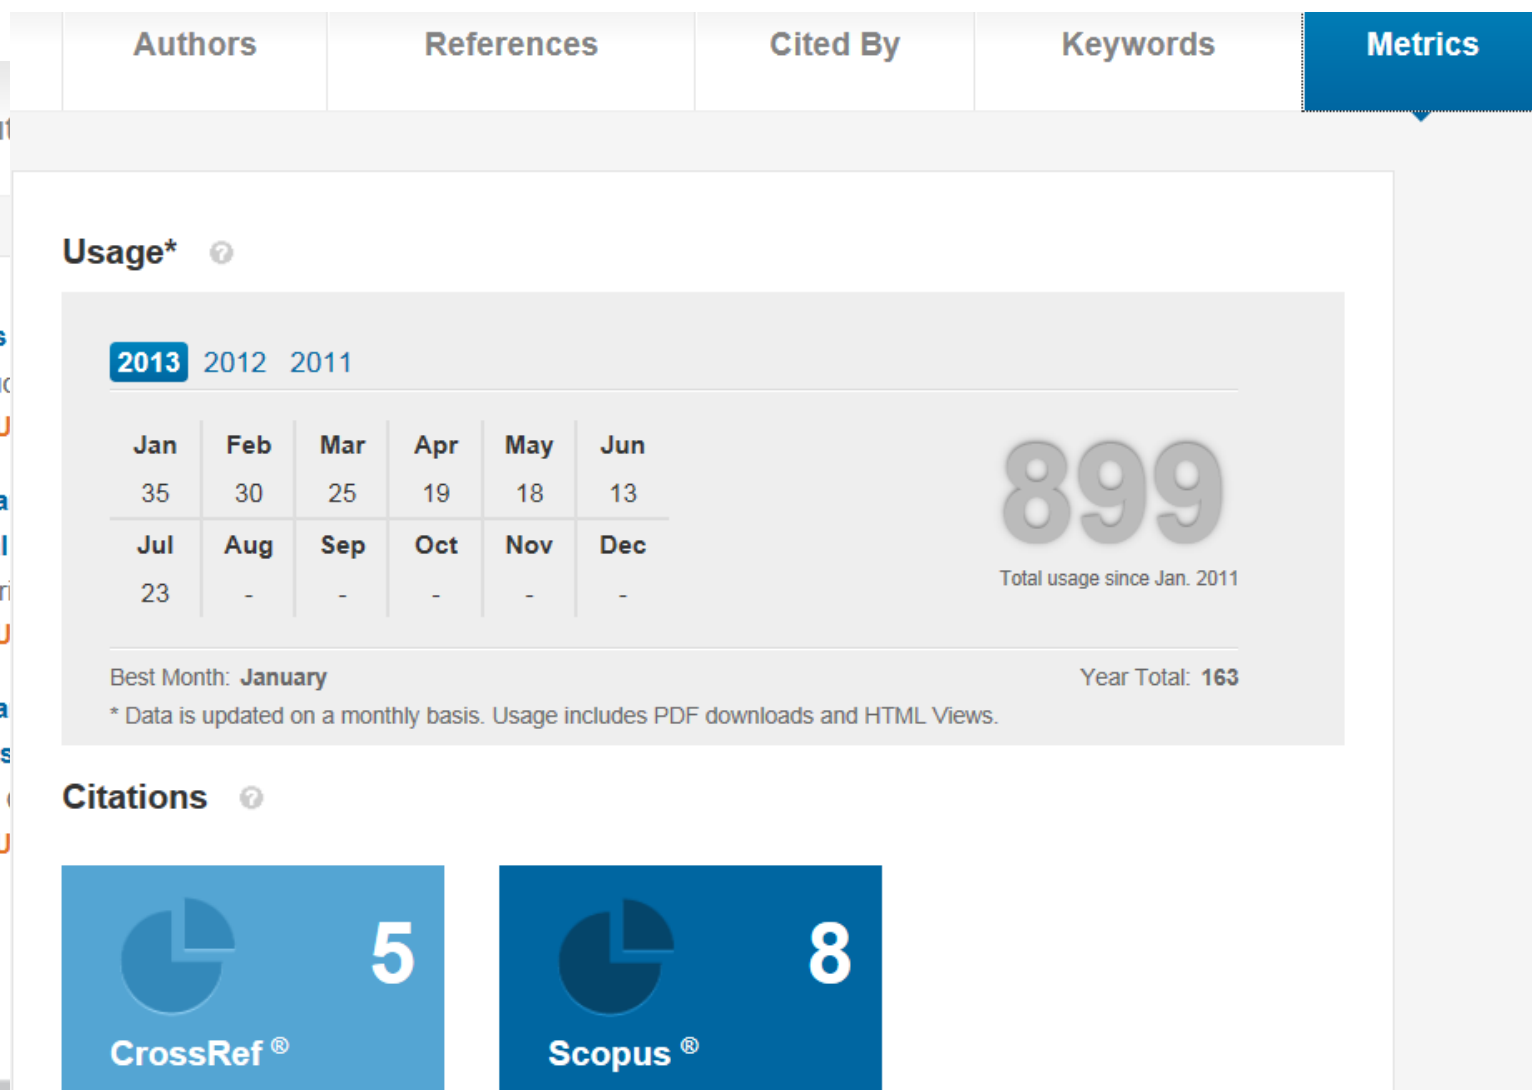 Authors References Cited By Keywords Metrics
Usage* ?
2013 2012 2011
Jan Feb Mar Apr May Jun
35 30 25 19 18 13
Jul Aug Sep Oct Nov Dec
23 - - - - -
899
Total usage since Jan. 2011
Best Month: January Year Total: 163
* Data is updated on a monthly basis. Usage includes PDF downloads and HTML Views.
Citations ?
5 8
CrossRef ® Scopus ®